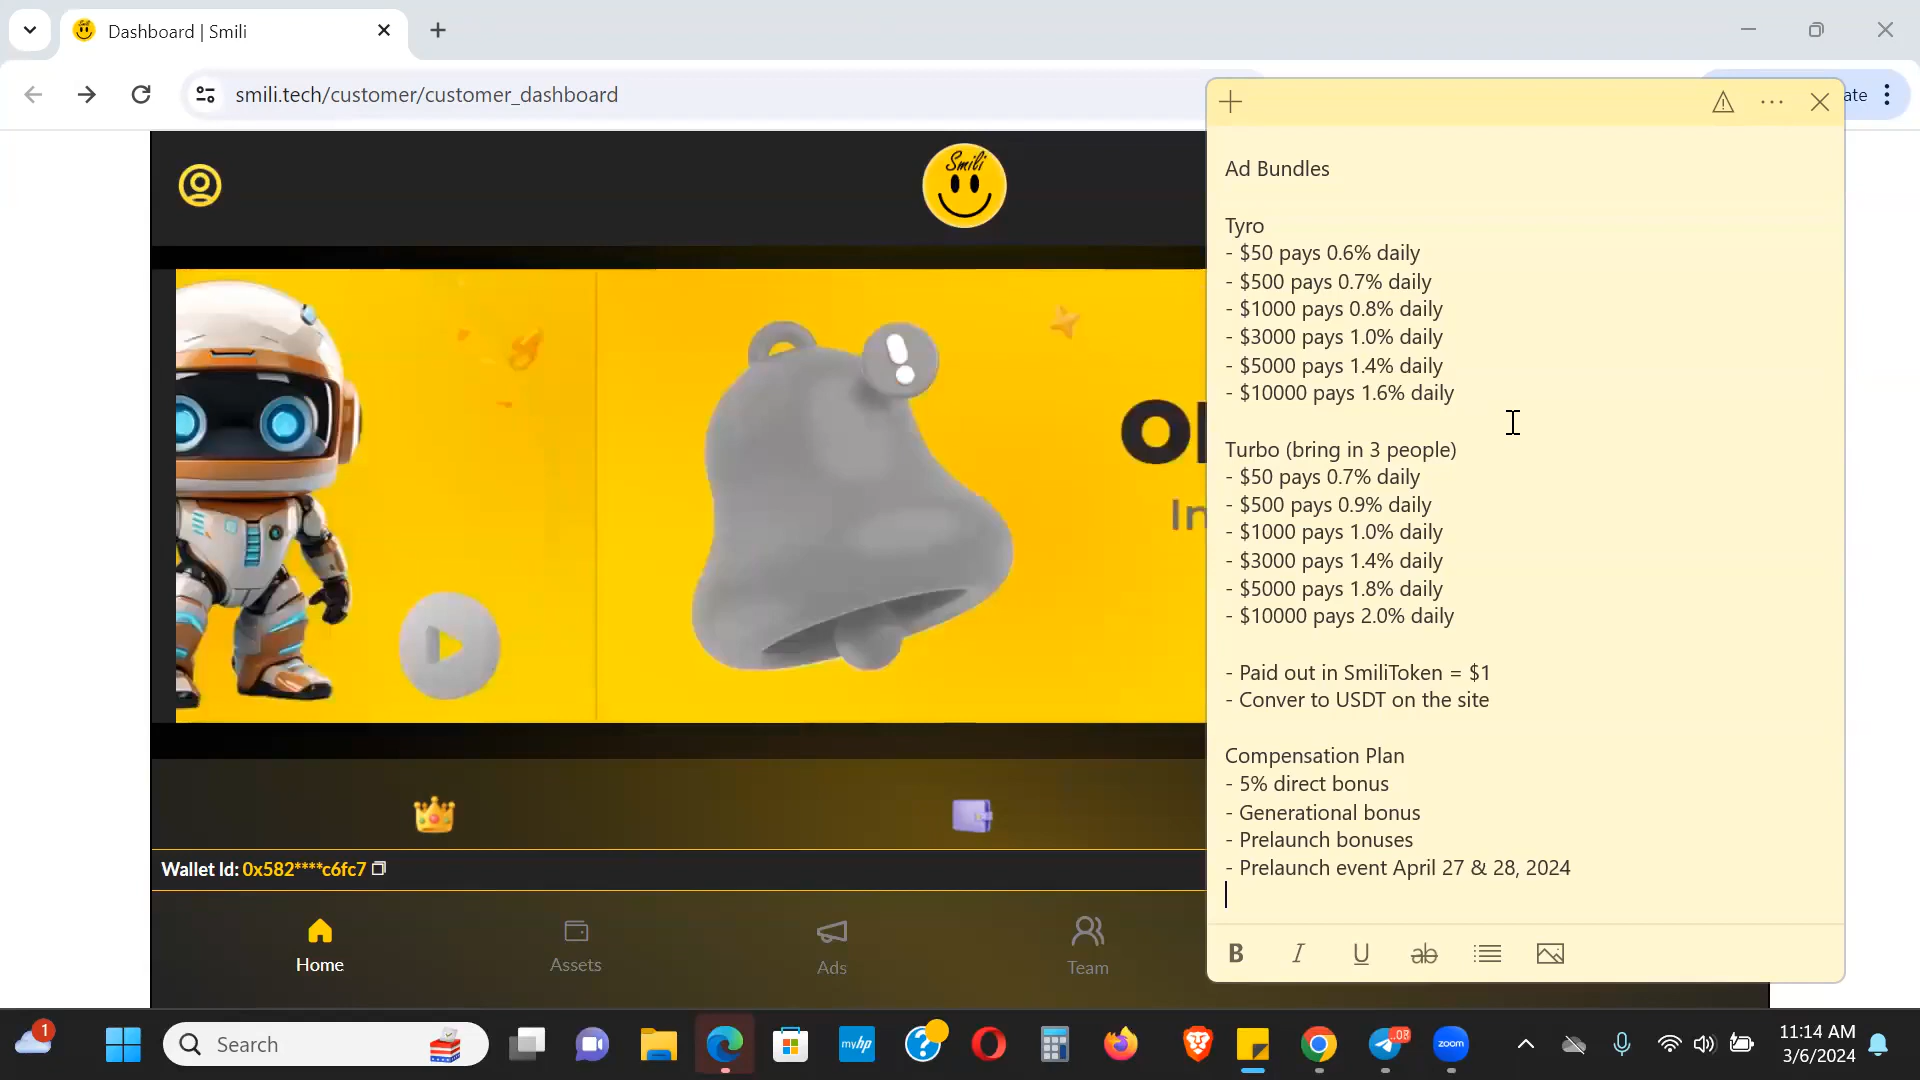 Dashboard | Smili
smili.tech/customer/customer_dashboard
ate
Smili
Ad Bundles
Tyro
- $50 pays 0.6% daily
- $500 pays 0.7% daily
- $1000 pays 0.8% daily
- $3000 pays 1.0% daily
- $5000 pays 1.4% daily
- $10000 pays 1.6% daily
Turbo (bring in 3 people)
- $50 pays 0.7% daily
- $500 pays 0.9% daily
- $1000 pays 1.0% daily
- $3000 pays 1.4% daily
- $5000 pays 1.8% daily
- $10000 pays 2.0% daily
- Paid out in SmiliToken = $1
- Conver to USDT on the site
Compensation Plan
- 5% direct bonus
- Generational bonus
- Prelaunch bonuses
- Prelaunch event April 27 & 28, 2024
B I U ab
In
Wallet Id: 0x582****c6fc7
Home
Assets
Ads
Team
1
Search
myhp
zoom
11:14 AM
3/6/2024